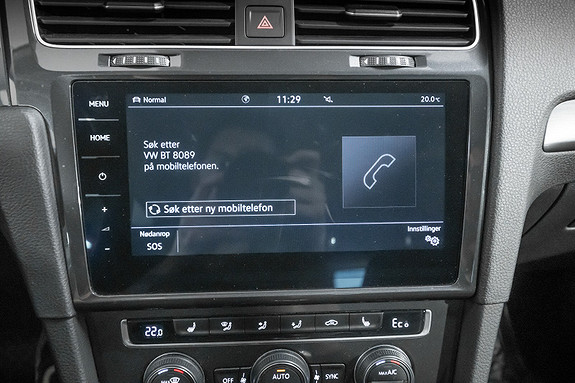 MENU
HOME
Normal 11:29 20.0°C
Søk etter
VW BT 8089
på mobiltelefonen.
Søk etter ny mobiltelefon
Nødanrop
SOS
Innstillinger
+
-
22.0
Eco
OFF
AUTO
SYNC
MAX
MAX A/C